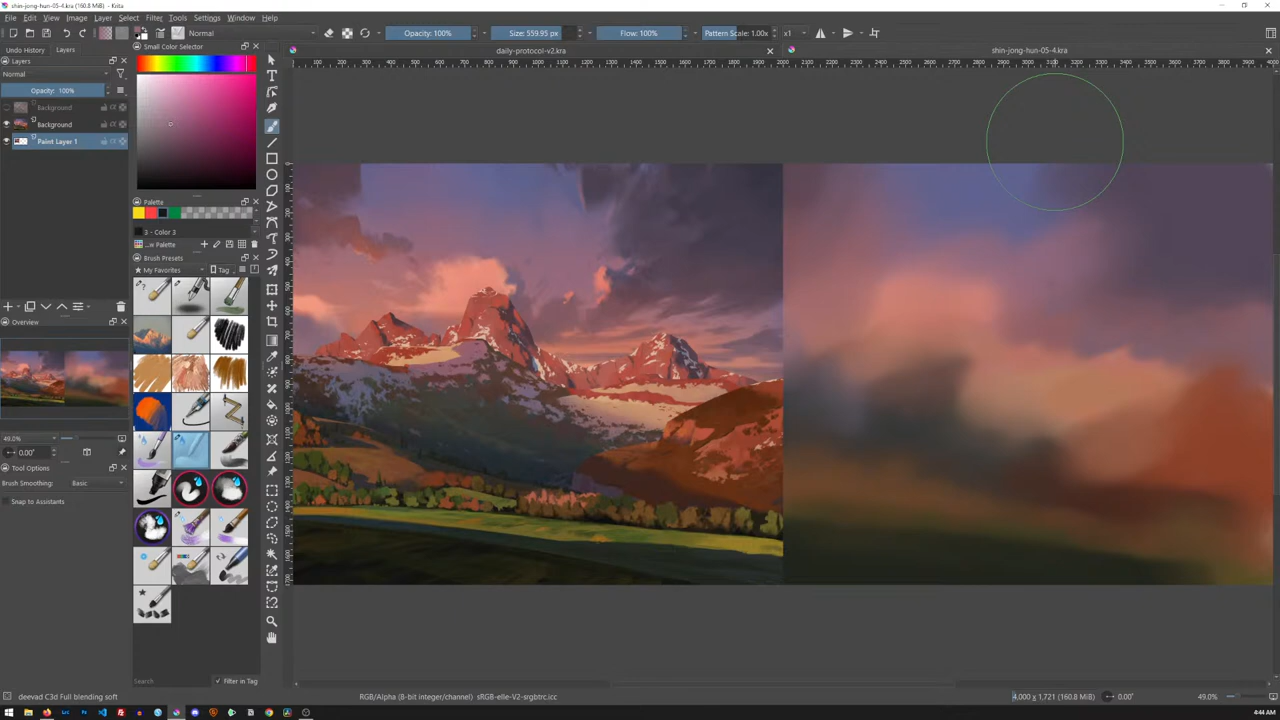 shin-jong-hun-05-4.kra (160.8 MiB) - Krita
File Edit View Image Layer Select Filter Tools Settings Window Help
Normal Opacity: 100% Size: 559.95 px Flow: 100% Pattern Scale: 1.00x x1
Undo History Layers Small Color Selector daily-protocol-v2.kra shin-jong-hun-05-4.kra
Layers
Normal
Opacity: 100%
Background
Background
Paint Layer 1
Palette
3 - Color 3
...w Palette
Brush Presets
My Favorites Tag
Overview
49.0%
0.00°
Tool Options
Brush Smoothing: Basic
Snap to Assistants
Search Filter in Tag
deevad C3d Full blending soft RGB/Alpha (8-bit integer/channel) sRGB-elle-V2-srgbtrc.icc 4,000 x 1,721 (160.8 MiB) 0.00° 49.0%
4:44 AM